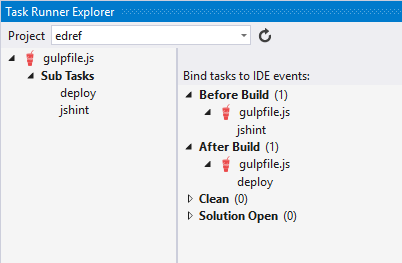 Task Runner Explorer
Project edref
gulpfile.js
Sub Tasks
deploy
jshint
Bind tasks to IDE events:
Before Build (1)
gulpfile.js
jshint
After Build (1)
gulpfile.js
deploy
Clean (0)
Solution Open (0)